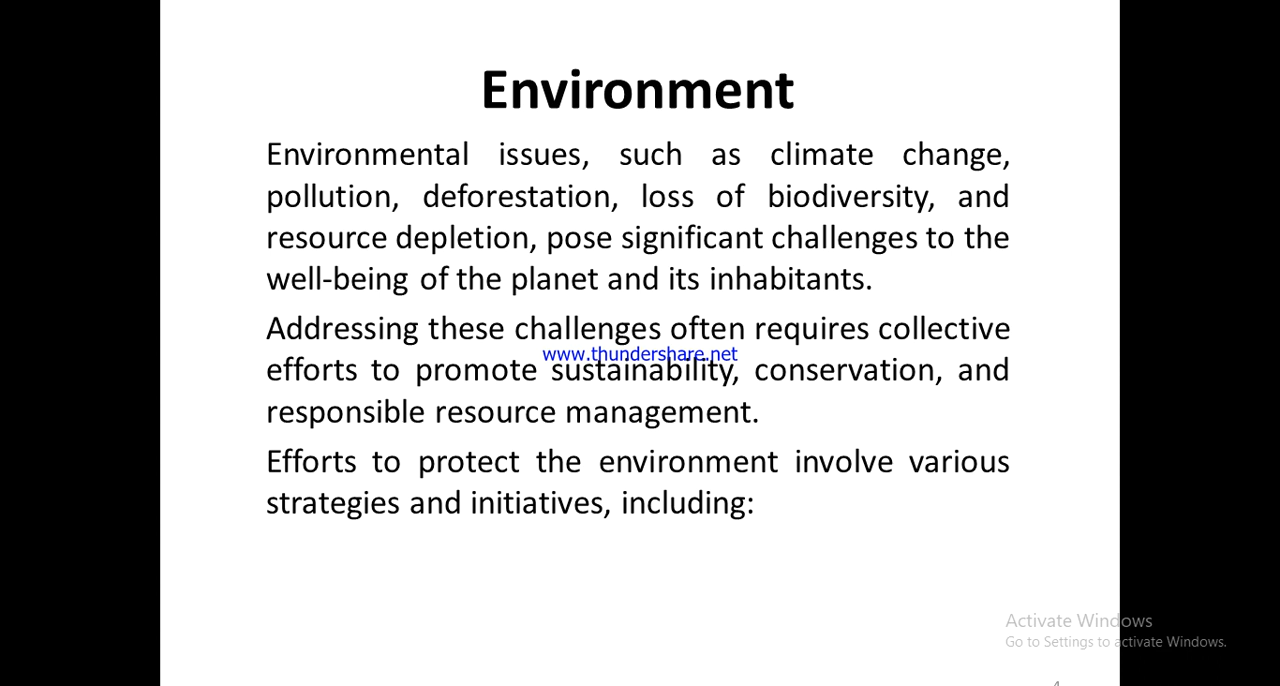 Environment
Environmental issues, such as climate change,
pollution, deforestation, loss of biodiversity, and
resource depletion, pose significant challenges to the
well-being of the planet and its inhabitants.
Addressing these challenges often requires collective
www.thundershare.net
efforts to promote sustainability, conservation, and
responsible resource management.
Efforts to protect the environment involve various
strategies and initiatives, including:
Activate Windows
Go to Settings to activate Windows.